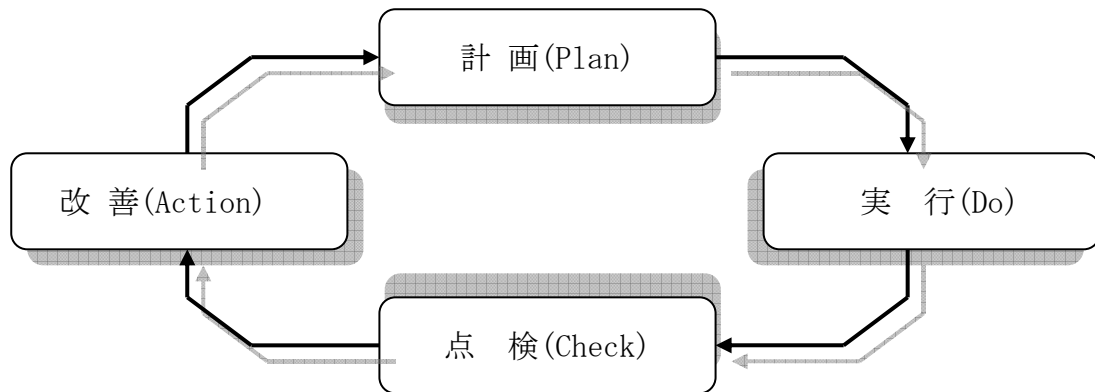 計 画(Plan)
改 善(Action)
実　行(Do)
点　検(Check)